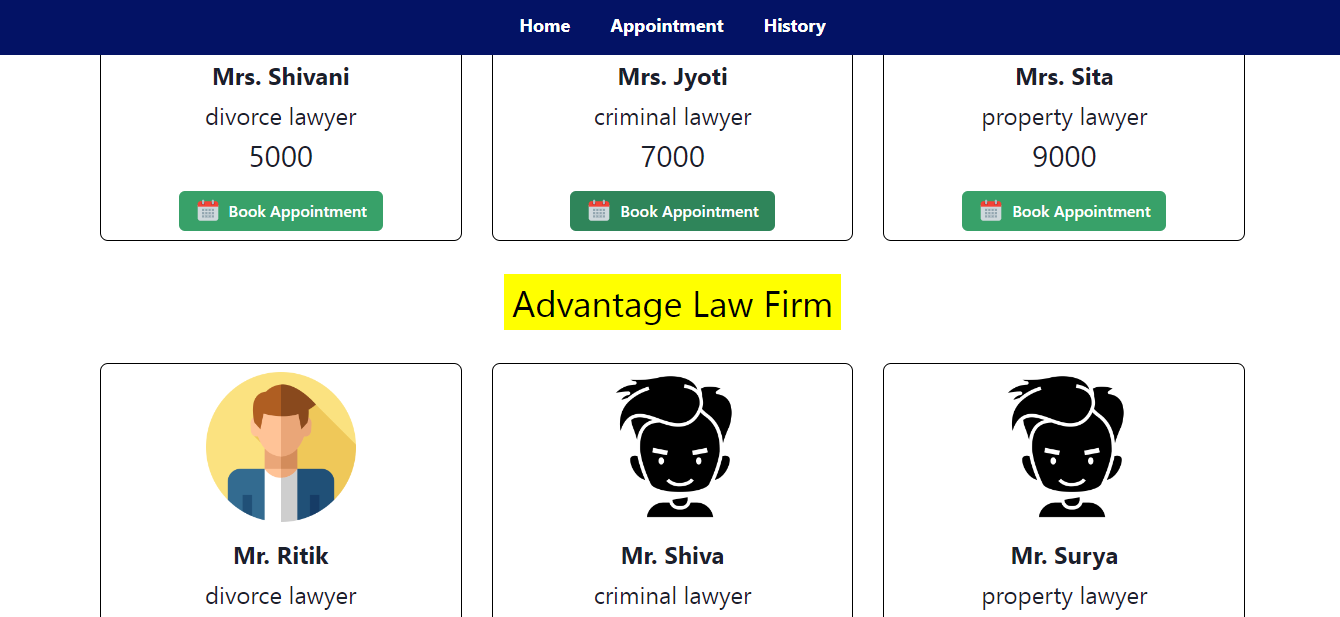 Home Appointment History
Mrs. Shivani
divorce lawyer
5000
Book Appointment
Mrs. Jyoti
criminal lawyer
7000
Book Appointment
Mrs. Sita
property lawyer
9000
Book Appointment
Advantage Law Firm
Mr. Ritik
divorce lawyer
Mr. Shiva
criminal lawyer
Mr. Surya
property lawyer